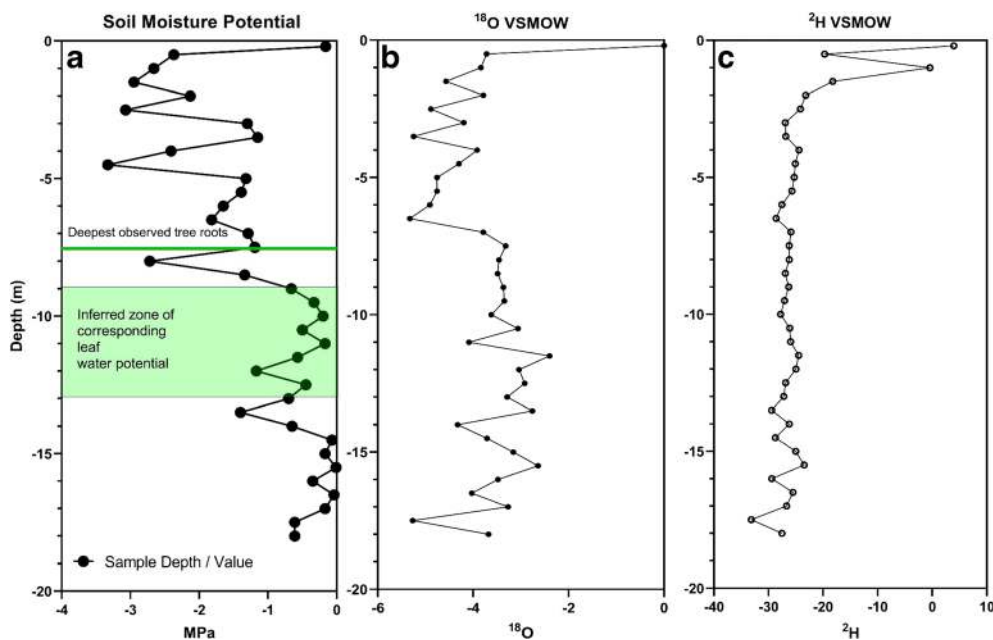 Soil Moisture Potential
a
0
-5
-10
-15
-20
Depth (m)
Deepest observed tree roots
Inferred zone of
corresponding
leaf
water potential
Sample Depth / Value
-4
-3
-2
-1
0
MPa
¹⁸O VSMOW
b
0
-5
-10
-15
-20
-6
-4
-2
0
¹⁸O
²H VSMOW
c
0
-5
-10
-15
-20
-40
-30
-20
-10
0
10
²H